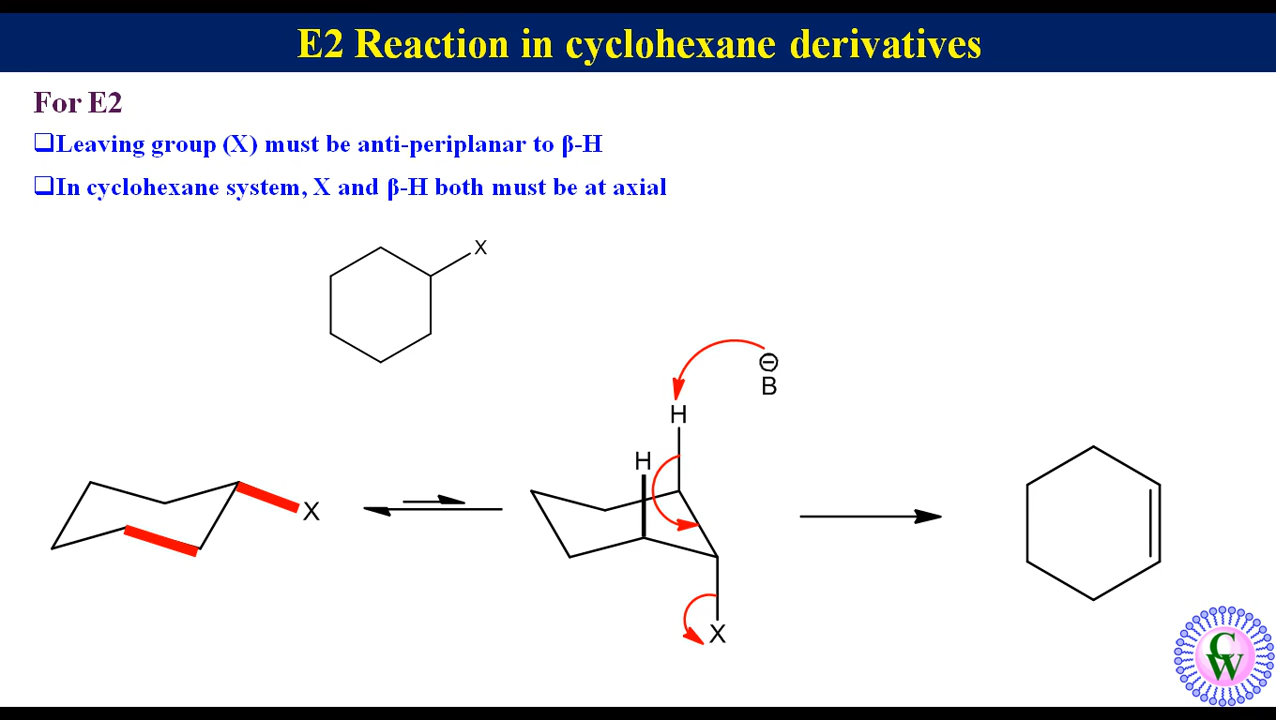 E2 Reaction in cyclohexane derivatives
For E2
❑Leaving group (X) must be anti-periplanar to β-H
❑In cyclohexane system, X and β-H both must be at axial
X
⊖
B
H
H
X
X
CW